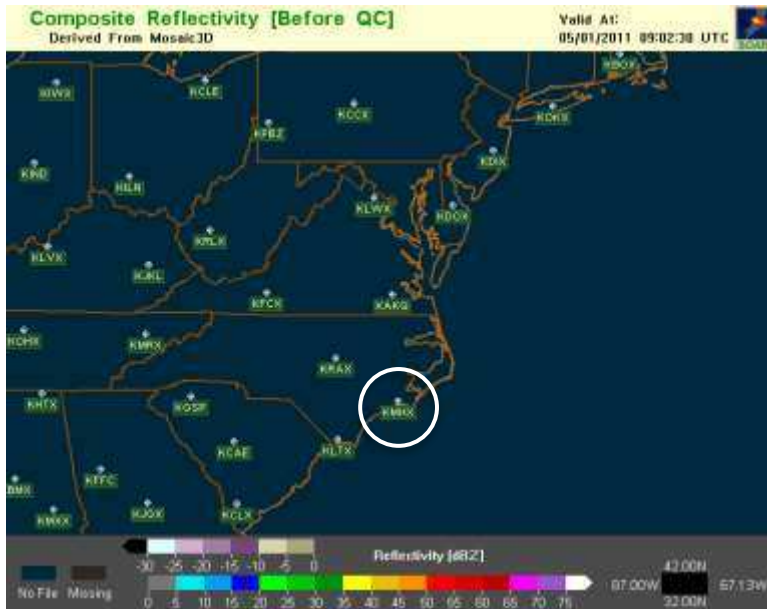 Composite Reflectivity [Before QC]
Derived From Mosaic3D
Valid At:
05/01/2011 09:02:38 UTC
KBOX
KIWX
KCLE
KCCX
KOKX
KPBZ
KDIX
KIND
KILN
KLWX
KDOX
KRLX
KLVX
KJKL
KFCX
KAKQ
KOHX
KMRX
KRAX
KHTX
KGSP
KMHX
KCAE
KLTX
KFFC
BMX
KMXX
KJGX
KCLX
-30 -25 -20 -15 -10 -5 0
Reflectivity [dBZ]
42.00N
No File
Missing
87.00W
67.13W
0 5 10 15 20 25 30 35 40 45 50 55 60 65 70 75
32.00N